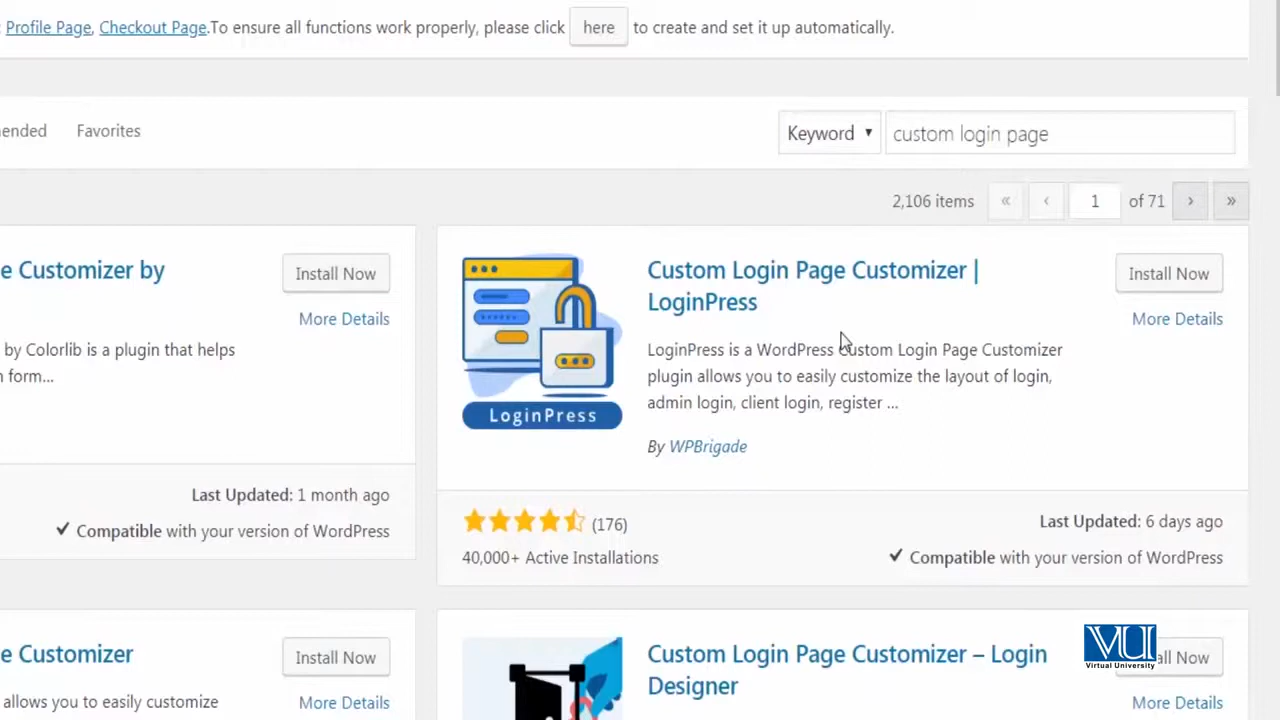 : Profile Page, Checkout Page.To ensure all functions work properly, please click here to create and set it up automatically.
Favorites
Keyword ▼ custom login page
2,106 items « ‹ 1 of 71 › »
e Customizer by
Install Now
More Details
by Colorlib is a plugin that helps
form...
Last Updated: 1 month ago
✔ Compatible with your version of WordPress
LoginPress
Custom Login Page Customizer |
LoginPress
Install Now
More Details
LoginPress is a WordPress Custom Login Page Customizer
plugin allows you to easily customize the layout of login,
admin login, client login, register ...
By WPBrigade
(176)
40,000+ Active Installations
Last Updated: 6 days ago
✔ Compatible with your version of WordPress
e Customizer
Install Now
More Details
allows you to easily customize
Custom Login Page Customizer – Login
Designer
all Now
More Details
VU
Virtual University